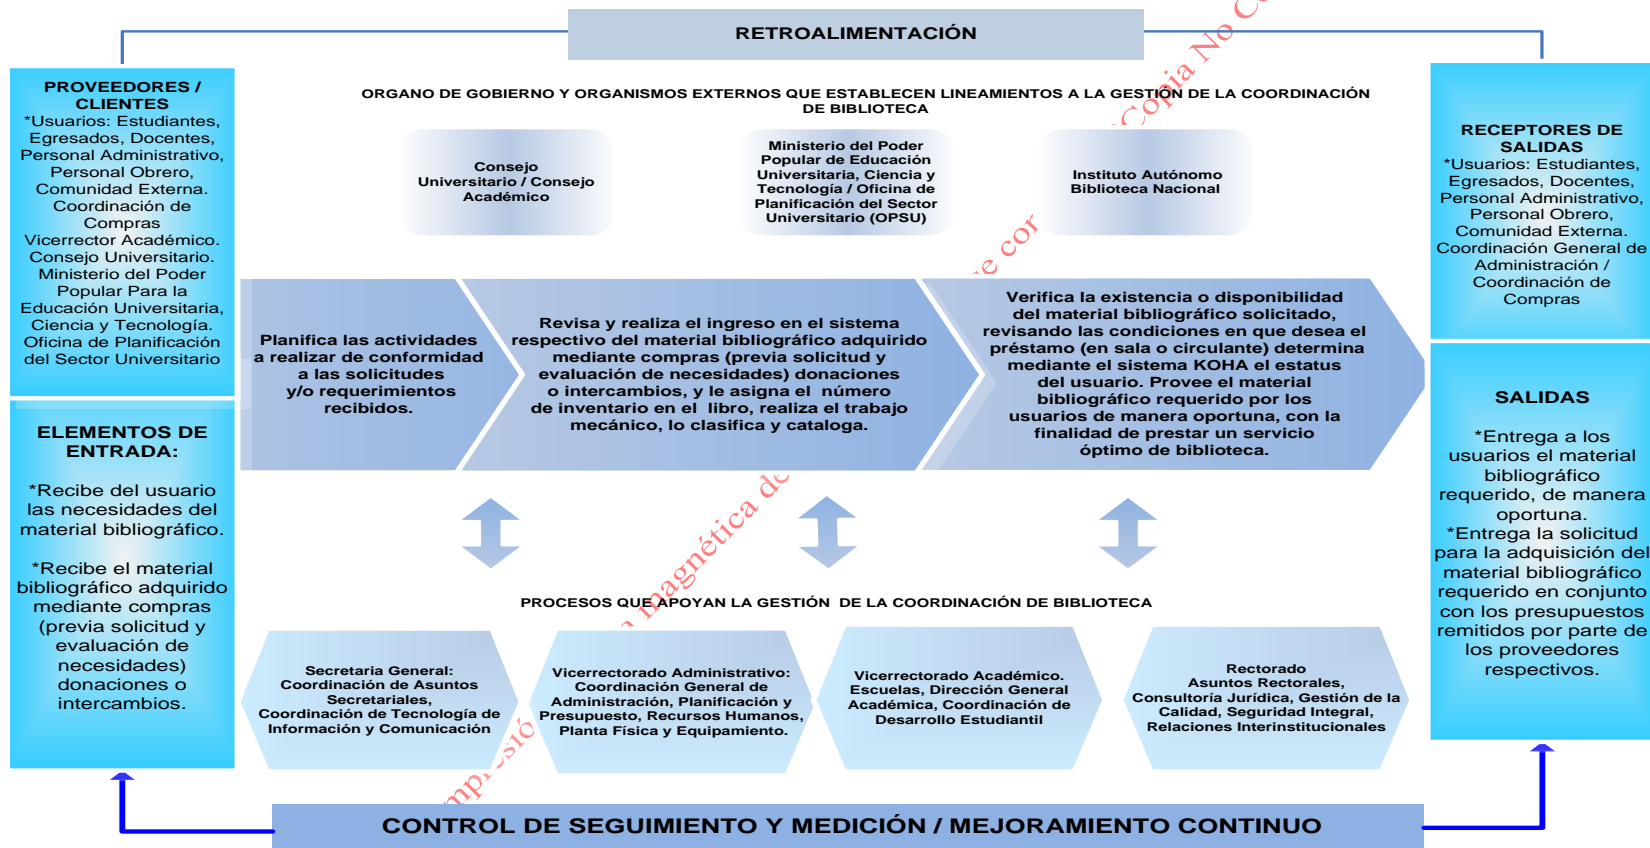 RETROALIMENTACIÓN
PROVEEDORES /
CLIENTES
*Usuarios: Estudiantes,
Egresados, Docentes,
Personal Administrativo,
Personal Obrero,
Comunidad Externa.
Coordinación de
Compras
Vicerrector Académico.
Consejo Universitario.
Ministerio del Poder
Popular Para la
Educación Universitaria,
Ciencia y Tecnología.
Oficina de Planificación
del Sector Universitario
ELEMENTOS DE
ENTRADA:
*Recibe del usuario
las necesidades del
material bibliográfico.
*Recibe el material
bibliográfico adquirido
mediante compras
(previa solicitud y
evaluación de
necesidades)
donaciones o
intercambios.
ORGANO DE GOBIERNO Y ORGANISMOS EXTERNOS QUE ESTABLECEN LINEAMIENTOS A LA GESTIÓN DE LA COORDINACIÓN
DE BIBLIOTECA
Consejo
Universitario / Consejo
Académico
Ministerio del Poder
Popular de Educación
Universitaria, Ciencia y
Tecnología / Oficina de
Planificación del Sector
Universitario (OPSU)
Instituto Autónomo
Biblioteca Nacional
Planifica las actividades
a realizar de conformidad
a las solicitudes
y/o requerimientos
recibidos.
Revisa y realiza el ingreso en el sistema
respectivo del material bibliográfico adquirido
mediante compras (previa solicitud y
evaluación de necesidades) donaciones
o intercambios, y le asigna el número
de inventario en el libro, realiza el trabajo
mecánico, lo clasifica y cataloga.
Verifica la existencia o disponibilidad
del material bibliográfico solicitado,
revisando las condiciones en que desea el
préstamo (en sala o circulante) determina
mediante el sistema KOHA el estatus
del usuario. Provee el material
bibliográfico requerido por los
usuarios de manera oportuna, con la
finalidad de prestar un servicio
óptimo de biblioteca.
PROCESOS QUE APOYAN LA GESTIÓN DE LA COORDINACIÓN DE BIBLIOTECA
Secretaria General:
Coordinación de Asuntos
Secretariales,
Coordinación de Tecnología de
Información y Comunicación
Vicerrectorado Administrativo:
Coordinación General de
Administración, Planificación y
Presupuesto, Recursos Humanos,
Planta Física y Equipamiento.
Vicerrectorado Académico.
Escuelas, Dirección General
Académica, Coordinación de
Desarrollo Estudiantil
Rectorado
Asuntos Rectorales,
Consultoría Jurídica, Gestión de la
Calidad, Seguridad Integral,
Relaciones Interinstitucionales
RECEPTORES DE
SALIDAS
*Usuarios: Estudiantes,
Egresados, Docentes,
Personal Administrativo,
Personal Obrero,
Comunidad Externa.
Coordinación General de
Administración /
Coordinación de
Compras
SALIDAS
*Entrega a los
usuarios el material
bibliográfico
requerido, de manera
oportuna.
*Entrega la solicitud
para la adquisición del
material bibliográfico
requerido en conjunto
con los presupuestos
remitidos por parte de
los proveedores
respectivos.
CONTROL DE SEGUIMIENTO Y MEDICIÓN / MEJORAMIENTO CONTINUO
magnética
Copia No